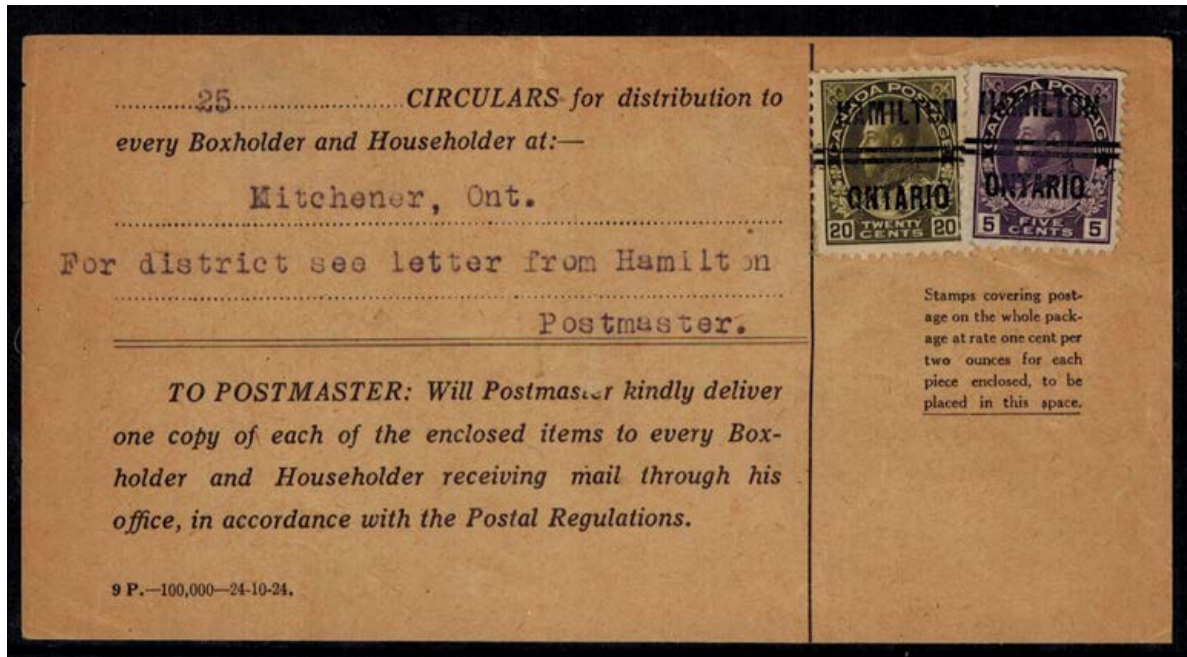 25 CIRCULARS for distribution to
every Boxholder and Householder at:—
Kitchener, Ont.
For district see letter from Hamilton
Postmaster.
TO POSTMASTER: Will Postmaster kindly deliver
one copy of each of the enclosed items to every Box-
holder and Householder receiving mail through his
office, in accordance with the Postal Regulations.
9 P.—100,000—24-10-24.
CANADA POSTAGE
HAMILTON
ONTARIO
20 TWENTY CENTS 20
CANADA POSTAGE
HAMILTON
ONTARIO
5 FIVE CENTS 5
Stamps covering post-
age on the whole pack-
age at rate one cent per
two ounces for each
piece enclosed, to be
placed in this space.